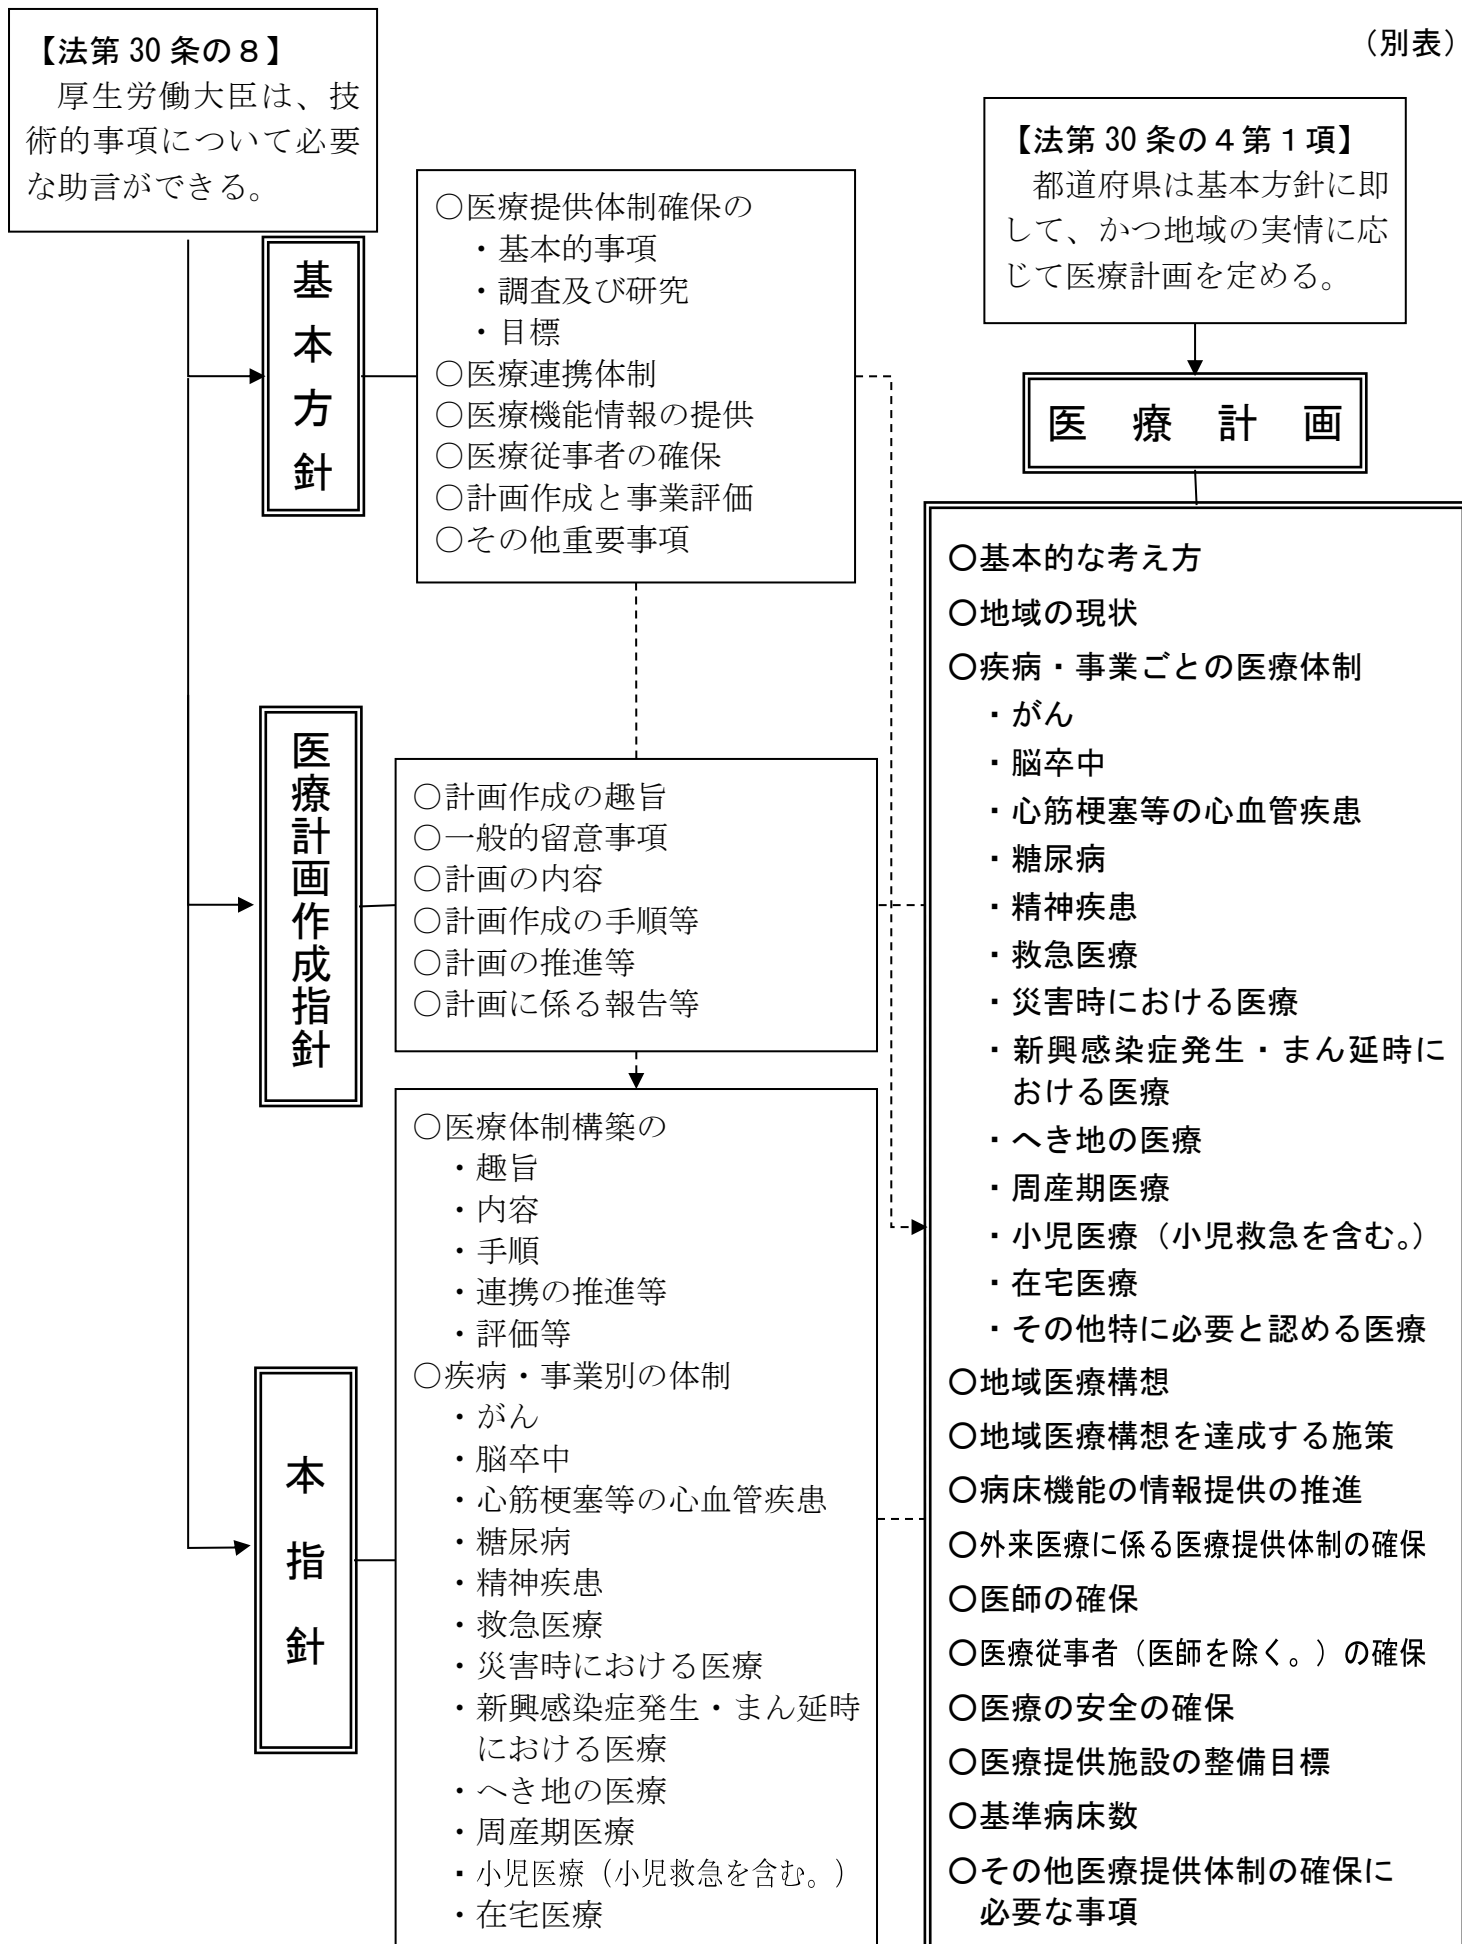 （別表）
【法第 30 条の８】
厚生労働大臣は、技
術的事項について必要
な助言ができる。
基本方針
○医療提供体制確保の
・基本的事項
・調査及び研究
・目標
○医療連携体制
○医療機能情報の提供
○医療従事者の確保
○計画作成と事業評価
○その他重要事項
医療計画作成指針
○計画作成の趣旨
○一般的留意事項
○計画の内容
○計画作成の手順等
○計画の推進等
○計画に係る報告等
本指針
○医療体制構築の
・趣旨
・内容
・手順
・連携の推進等
・評価等
○疾病・事業別の体制
・がん
・脳卒中
・心筋梗塞等の心血管疾患
・糖尿病
・精神疾患
・救急医療
・災害時における医療
・新興感染症発生・まん延時
における医療
・へき地の医療
・周産期医療
・小児医療（小児救急を含む。）
・在宅医療
【法第 30 条の４第１項】
都道府県は基本方針に即
して、かつ地域の実情に応
じて医療計画を定める。
医　療　計　画
○基本的な考え方
○地域の現状
○疾病・事業ごとの医療体制
・がん
・脳卒中
・心筋梗塞等の心血管疾患
・糖尿病
・精神疾患
・救急医療
・災害時における医療
・新興感染症発生・まん延時に
おける医療
・へき地の医療
・周産期医療
・小児医療（小児救急を含む。）
・在宅医療
・その他特に必要と認める医療
○地域医療構想
○地域医療構想を達成する施策
○病床機能の情報提供の推進
○外来医療に係る医療提供体制の確保
○医師の確保
○医療従事者（医師を除く。）の確保
○医療の安全の確保
○医療提供施設の整備目標
○基準病床数
○その他医療提供体制の確保に
必要な事項